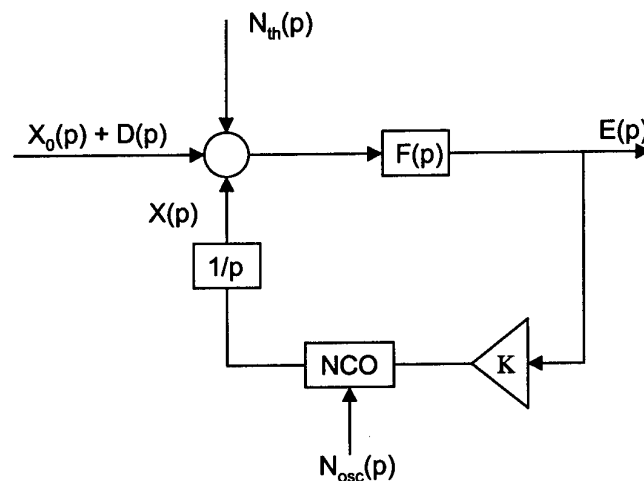 N_th(p)
X_0(p) + D(p)
E(p)
F(p)
X(p)
1/p
NCO
K
N_osc(p)